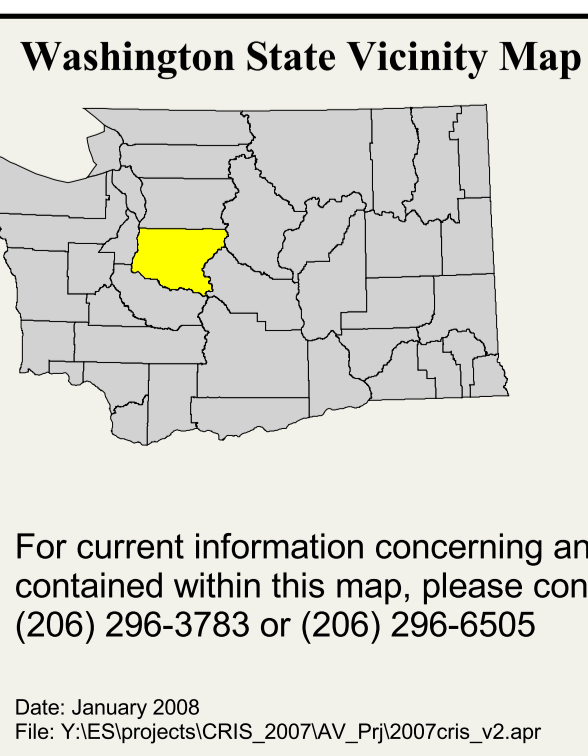 Washington State Vicinity Map
For current information concerning an
contained within this map, please con
(206) 296-3783 or (206) 296-6505
Date: January 2008
File: Y:\ES\projects\CRIS_2007\AV_Prj\2007cris_v2.apr